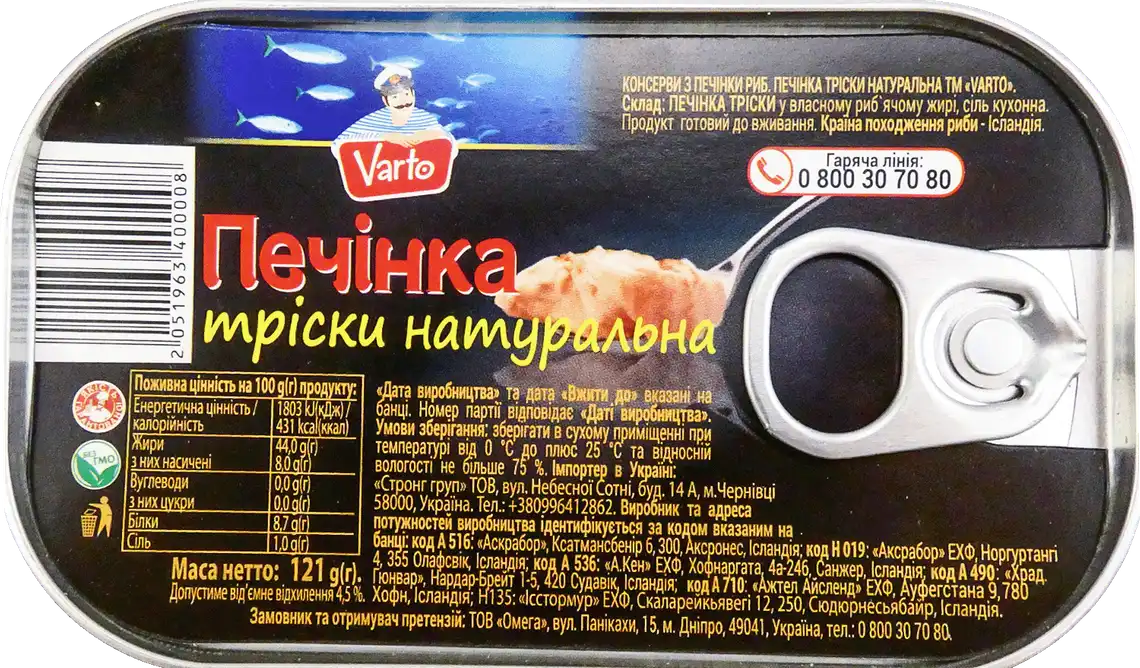 КОНСЕРВИ З ПЕЧІНКИ РИБ. ПЕЧІНКА ТРІСКИ НАТУРАЛЬНА ТМ «VARTO».
Склад: ПЕЧІНКА ТРІСКИ у власному риб`ячому жирі, сіль кухонна.
Продукт готовий до вживання. Країна походження риби - Ісландія.
Varto
Гаряча лінія:
0 800 30 70 80
Печінка
тріски натуральна
2051963400008
Поживна цінність на 100 g(г) продукту:
Енергетична цінність / 1803 kJ(кДж) /
калорійність 431 kcal(ккал)
Жири 44,0 g(г)
з них насичені 8,0 g(г)
Вуглеводи 0,0 g(г)
з них цукри 0,0 g(г)
Білки 8,7 g(г)
Сіль 1,0 g(г)
БЕЗ
ГМО
Маса нетто: 121 g(г).
Допустиме від'ємне відхилення 4,5 %.
«Дата виробництва» та дата «Вжити до» вказані на
банці. Номер партії відповідає «Даті виробництва».
Умови зберігання: зберігати в сухому приміщенні при
температурі від 0 °С до плюс 25 °С та відносній
вологості не більше 75 %. Імпортер в Україні:
«Стронг груп» ТОВ, вул. Небесної Сотні, буд. 14 А, м.Чернівці
58000, Україна. Тел.: +380996412862. Виробник та адреса
потужностей виробництва ідентифікується за кодом вказаним на
банці: код А 516: «Аскрабор», Ксатмансбенір 6, 300, Аксронес, Ісландія; код Н 019: «Аксрабор» ЕХФ, Норгуртангі
4, 355 Олафсвік, Ісландія; код А 536: «А.Кен» ЕХФ, Хофнаргата, 4а-246, Санжер, Ісландія; код А 490: «Храд.
Гюнвар», Нардар-Брейт 1-5, 420 Судавік, Ісландія; код А 710: «Ажтел Айсленд» ЕХФ, Ауфегстана 9, 780
Хофн, Ісландія; Н135: «Ісстормур» ЕХФ, Скаларейкьявегі 12, 250, Сюдюрнесьябаїр, Ісландія.
Замовник та отримувач претензій: ТОВ «Омега», вул. Панікахи, 15, м. Дніпро, 49041, Україна, тел.: 0 800 30 70 80.